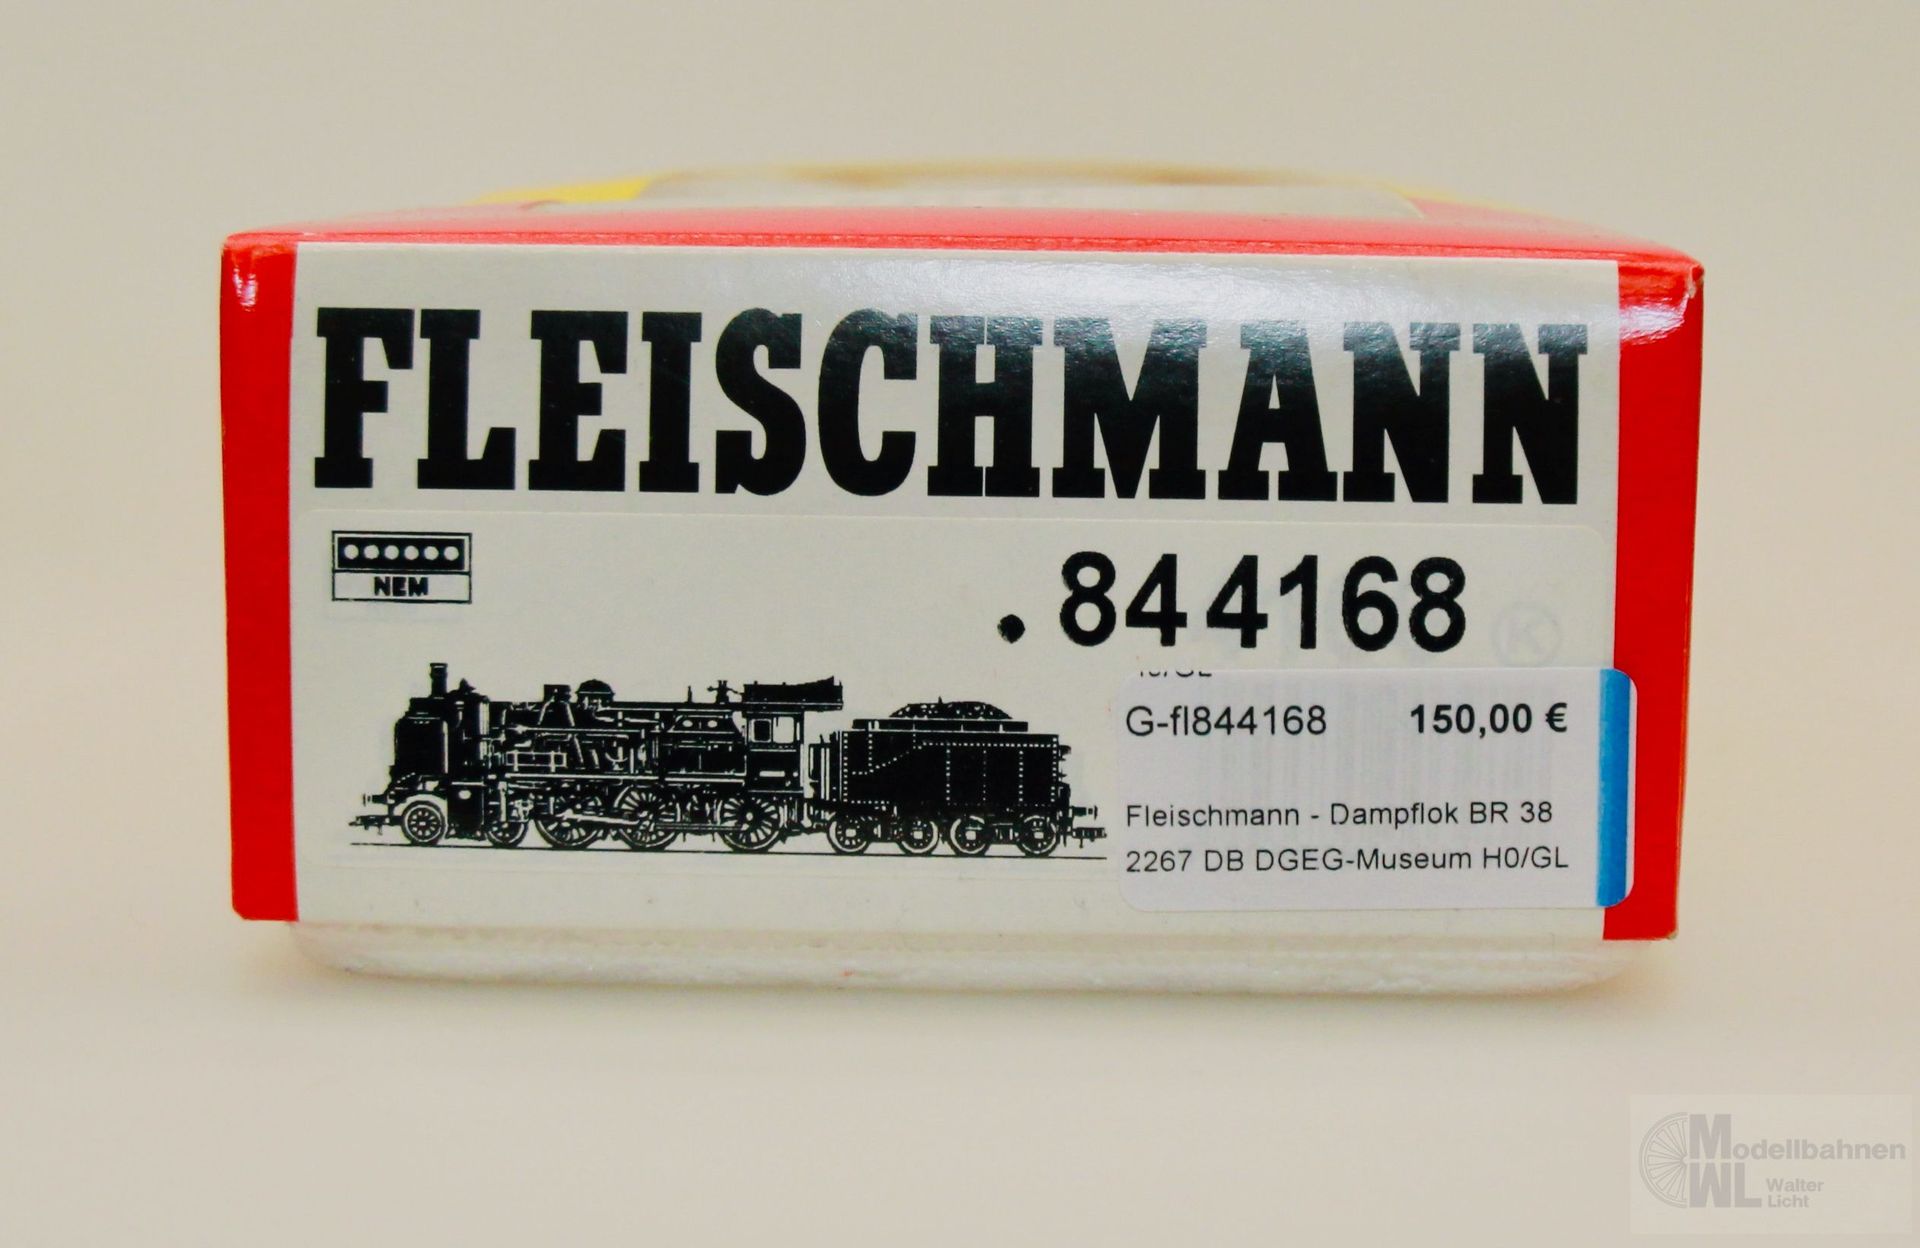 FLEISCHMANN
NEM
.844168
K
G-fl844168 150,00 €
Fleischmann - Dampflok BR 38
2267 DB DGEG-Museum H0/GL
Modellbahnen
WL Walter
Licht